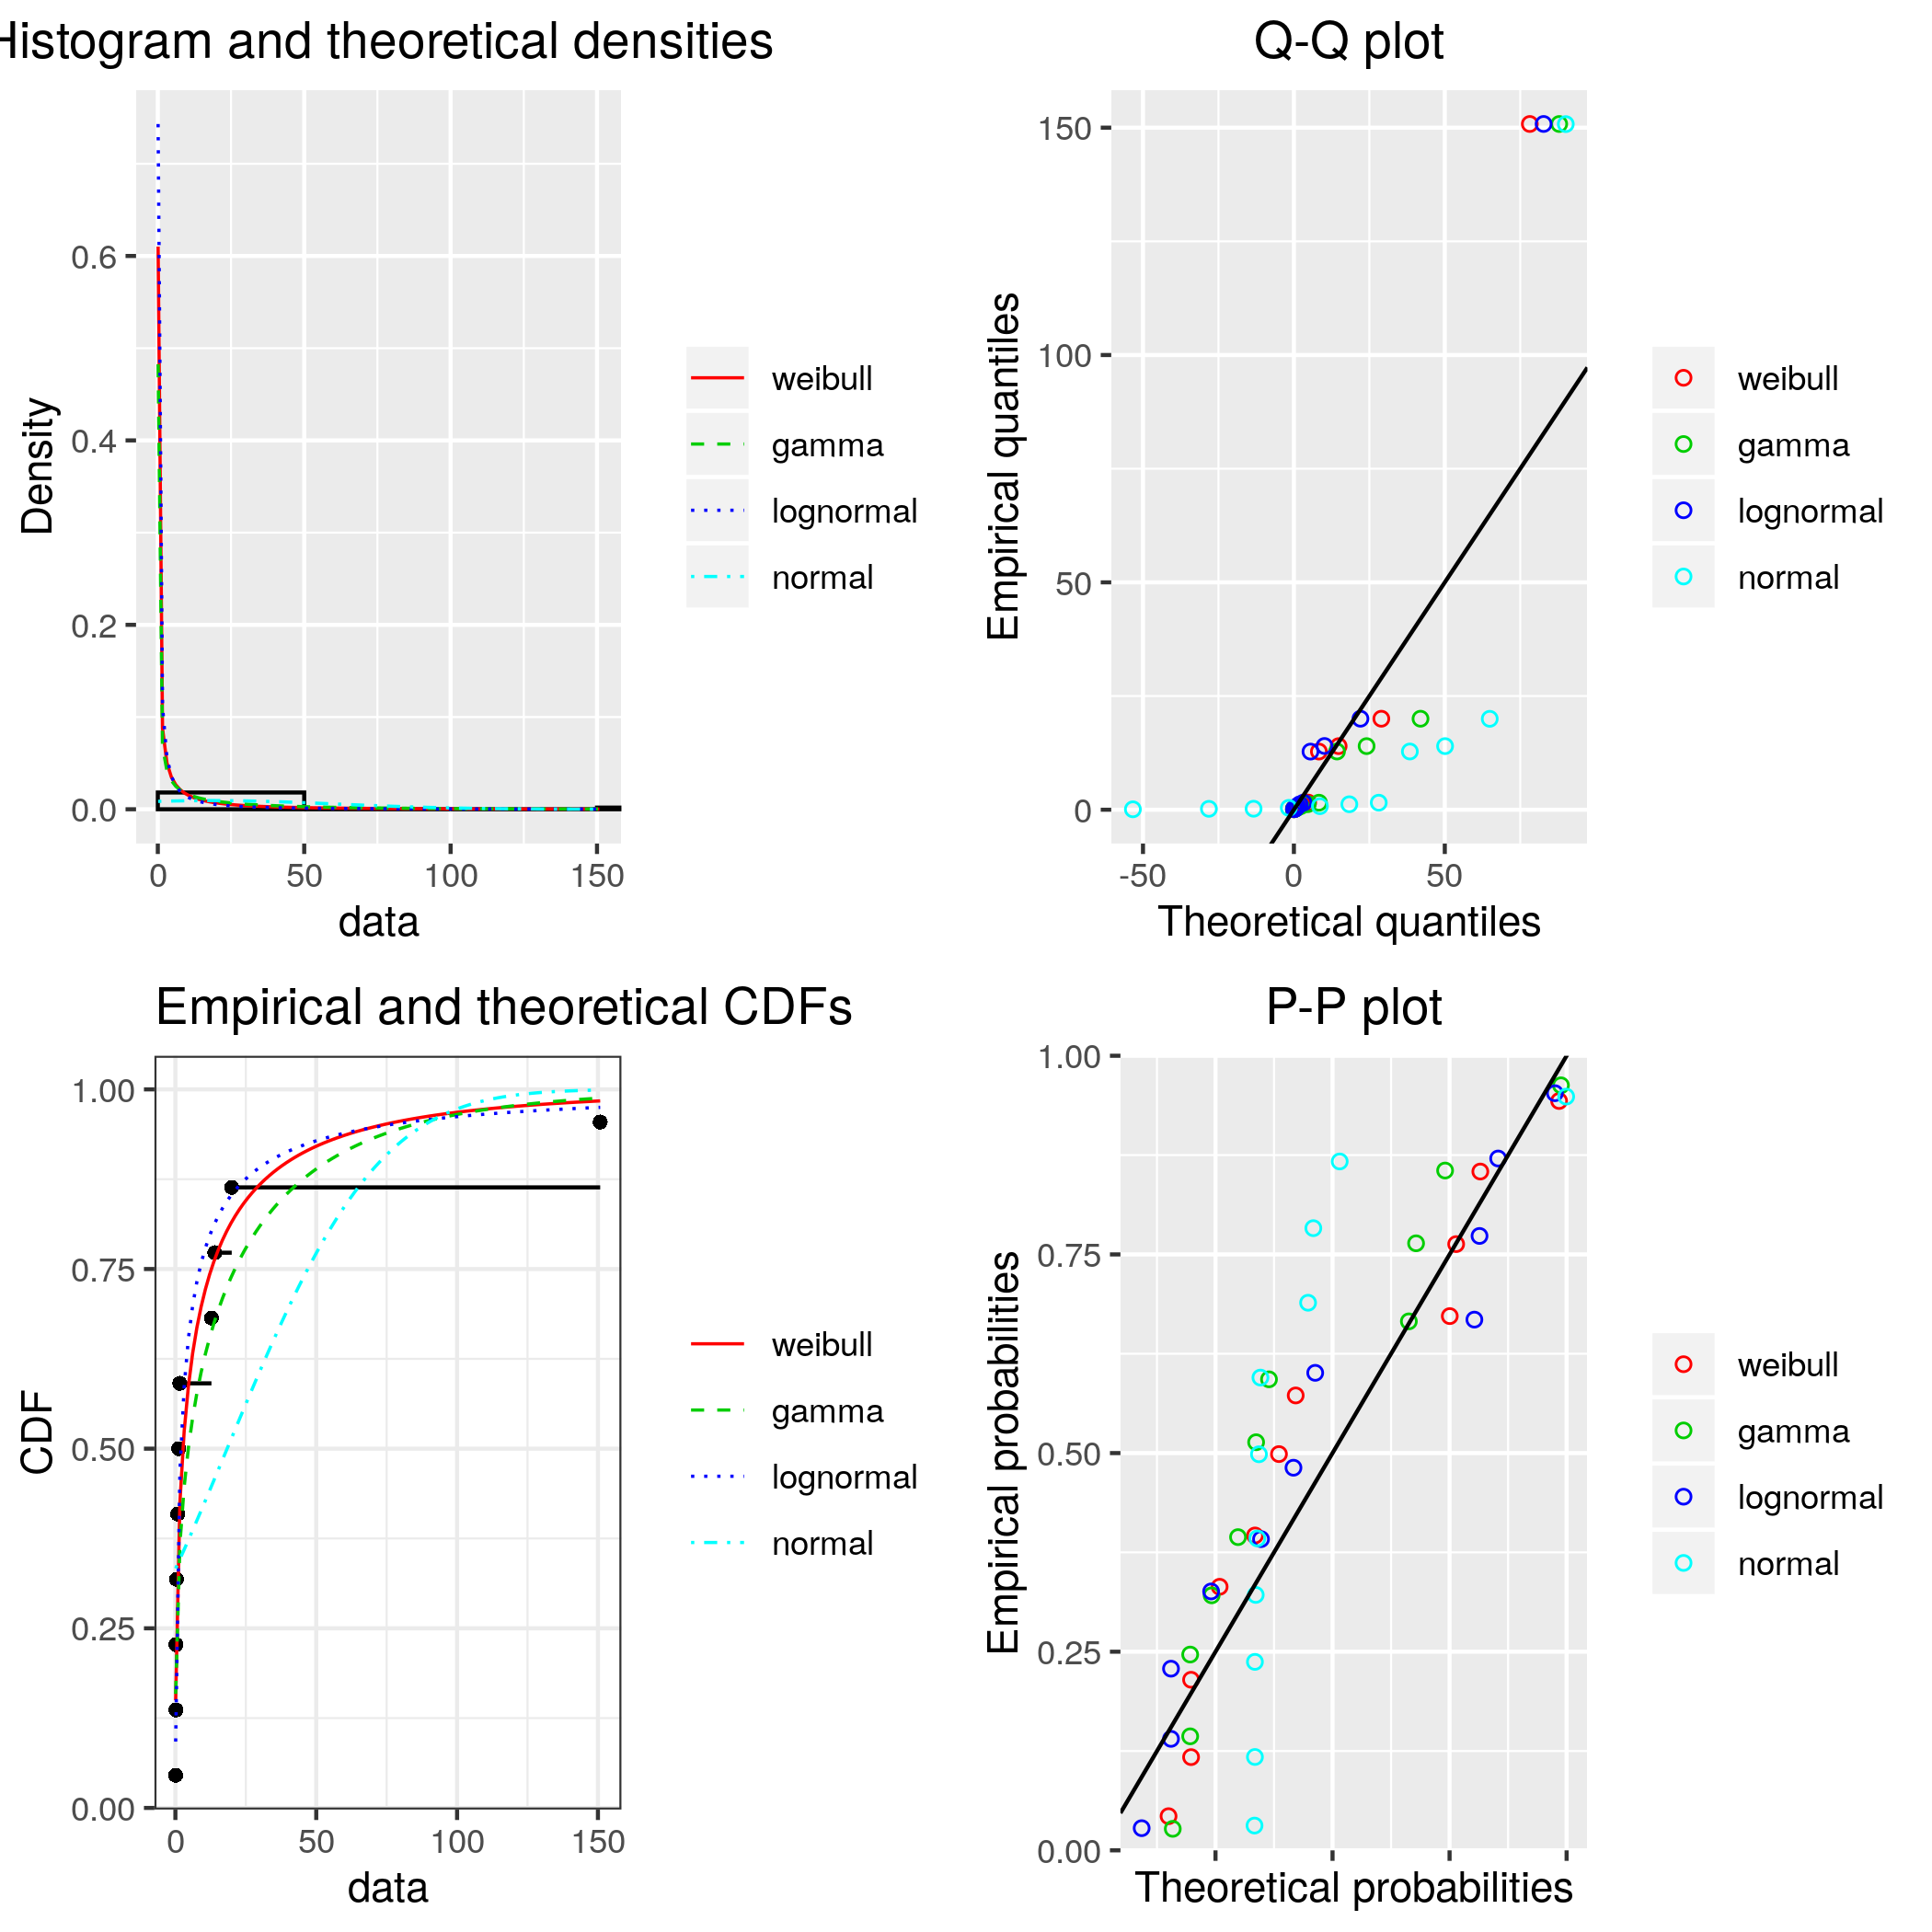 Histogram and theoretical densities
0.6
0.4
0.2
0.0
Density
0 50 100 150
data
weibull
gamma
lognormal
normal
Q-Q plot
150
100
50
0
Empirical quantiles
-50 0 50
Theoretical quantiles
weibull
gamma
lognormal
normal
Empirical and theoretical CDFs
1.00
0.75
0.50
0.25
0.00
CDF
0 50 100 150
data
weibull
gamma
lognormal
normal
P-P plot
1.00
0.75
0.50
0.25
0.00
Empirical probabilities
Theoretical probabilities
weibull
gamma
lognormal
normal